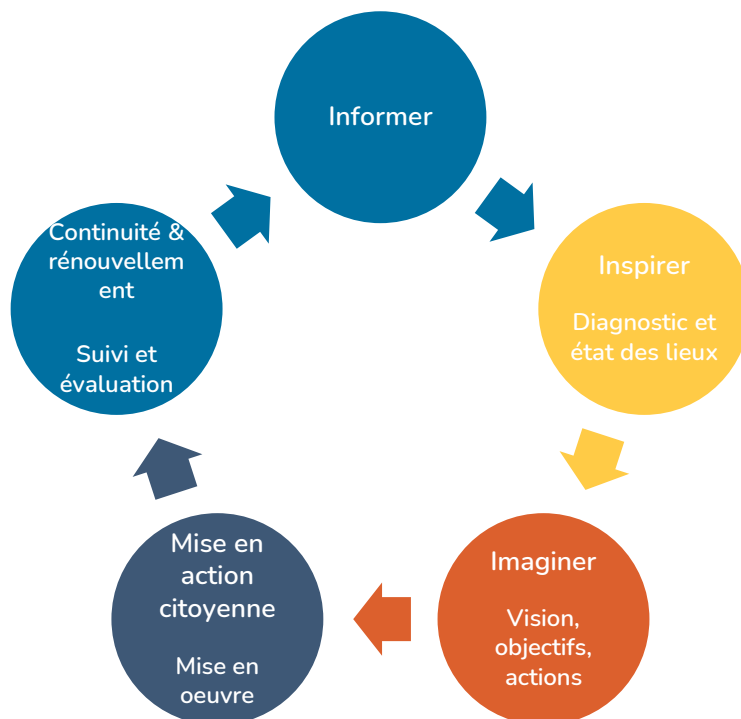 Informer
Inspirer
Diagnostic et
état des lieux
Imaginer
Vision,
objectifs,
actions
Mise en
action
citoyenne
Mise en
oeuvre
Continuité &
rénouvellem
ent
Suivi et
évaluation